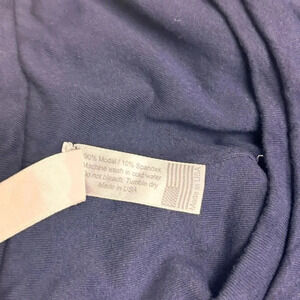 90% Modal / 10% Spandex
Machine wash in cold water
Do not bleach, Tumble dry
Made in USA
Made in USA